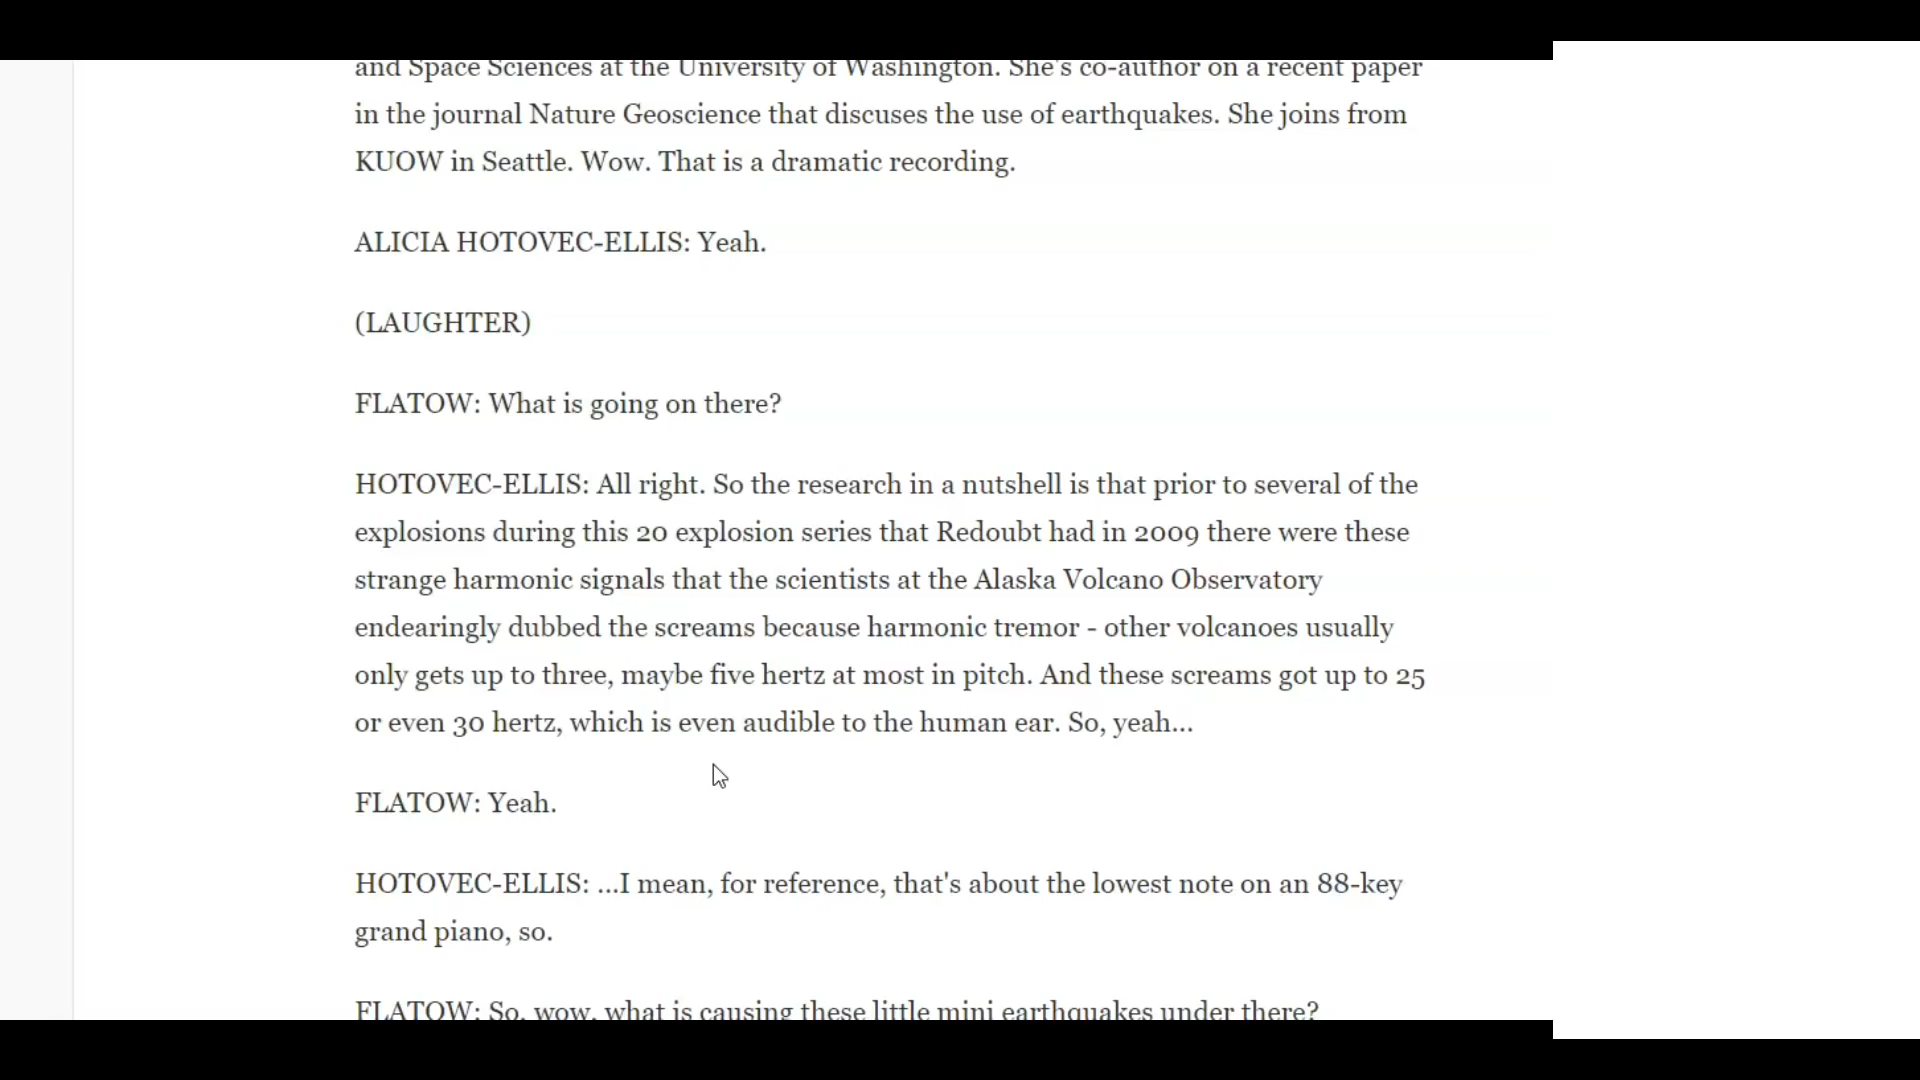 and Space Sciences at the University of Washington. She's co-author on a recent paper
in the journal Nature Geoscience that discuses the use of earthquakes. She joins from
KUOW in Seattle. Wow. That is a dramatic recording.
ALICIA HOTOVEC-ELLIS: Yeah.
(LAUGHTER)
FLATOW: What is going on there?
HOTOVEC-ELLIS: All right. So the research in a nutshell is that prior to several of the
explosions during this 20 explosion series that Redoubt had in 2009 there were these
strange harmonic signals that the scientists at the Alaska Volcano Observatory
endearingly dubbed the screams because harmonic tremor - other volcanoes usually
only gets up to three, maybe five hertz at most in pitch. And these screams got up to 25
or even 30 hertz, which is even audible to the human ear. So, yeah...
FLATOW: Yeah.
HOTOVEC-ELLIS: ...I mean, for reference, that's about the lowest note on an 88-key
grand piano, so.
FLATOW: So, wow, what is causing these little mini earthquakes under there?